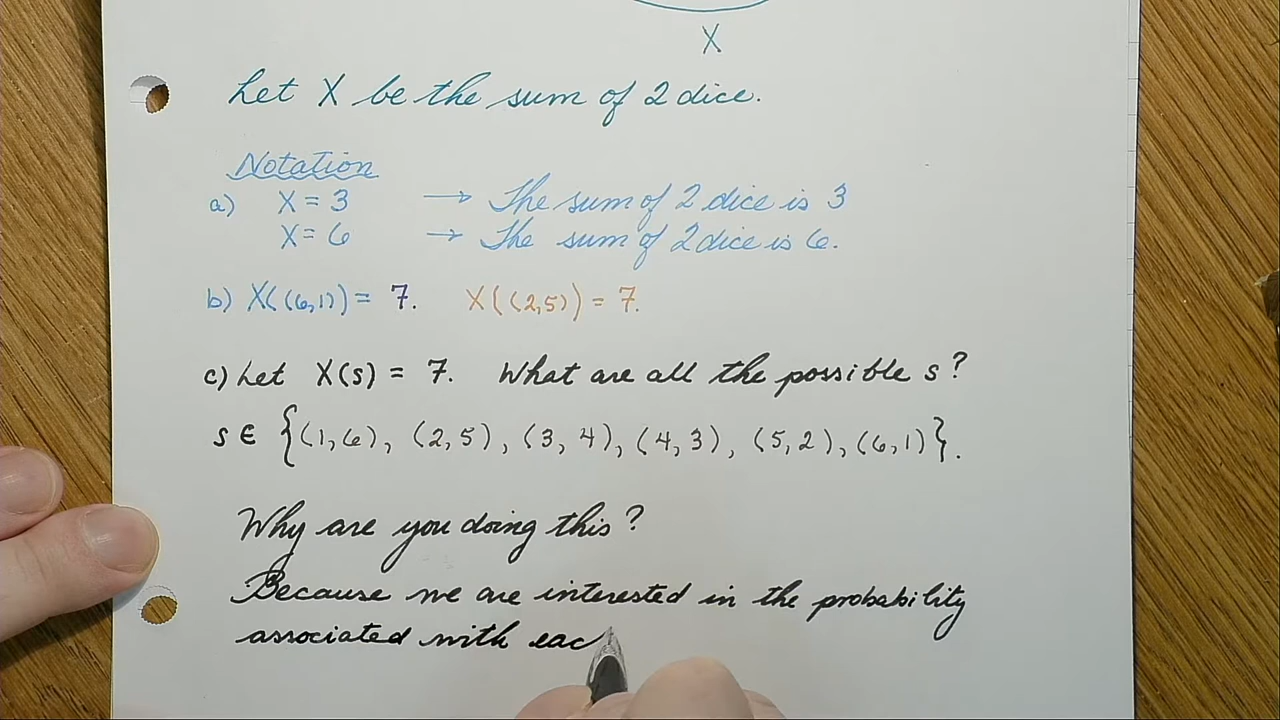 X
Let X be the sum of 2 dice.
Notation
a) X = 3 → The sum of 2 dice is 3
X = 6 → The sum of 2 dice is 6.
b) X((6,1)) = 7. X((2,5)) = 7.
c) Let X(s) = 7. What are all the possible s?
s ∈ {(1,6), (2,5), (3,4), (4,3), (5,2), (6,1)}.
Why are you doing this?
Because we are interested in the probability
associated with eac